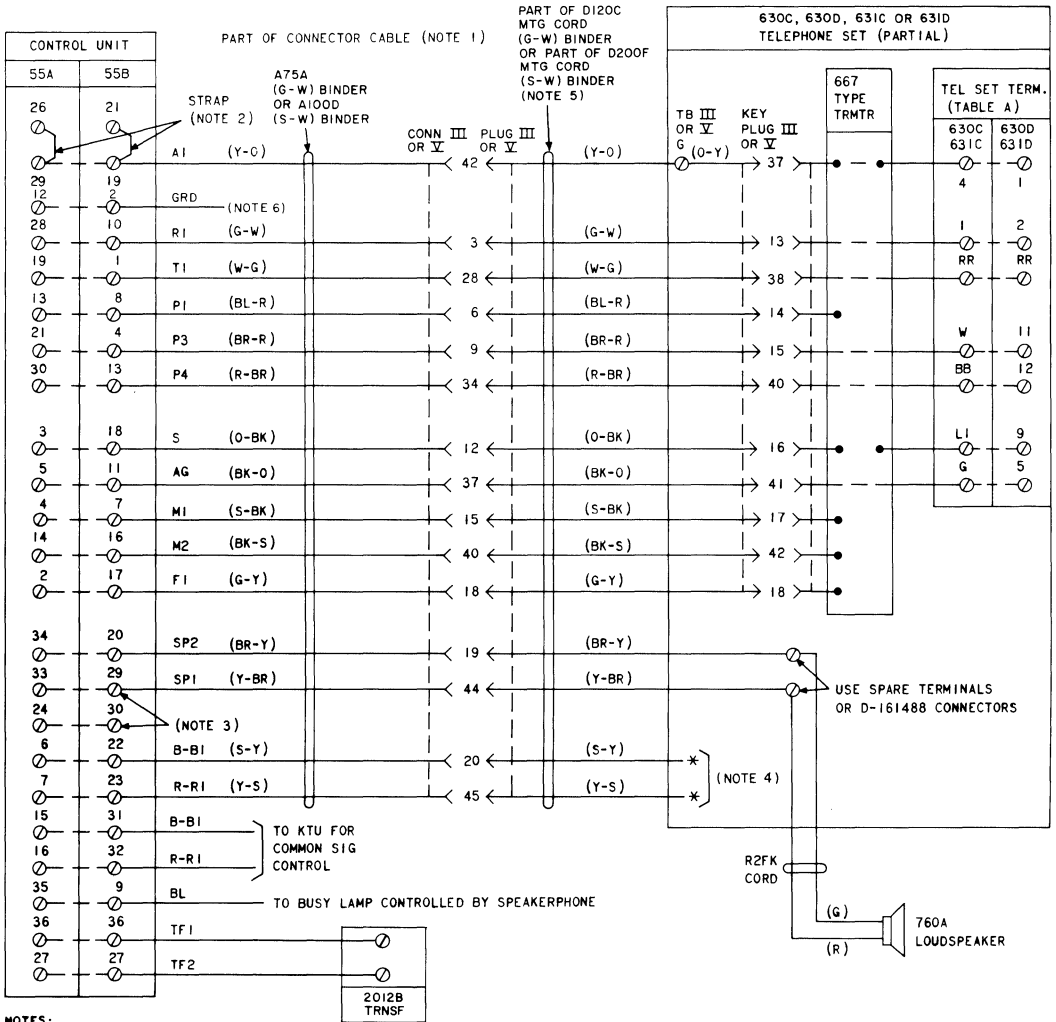 PART OF D120C
MTG CORD
(G-W) BINDER
OR PART OF D200F
MTG CORD
(S-W) BINDER
(NOTE 5)
630C, 630D, 631C OR 631D
TELEPHONE SET (PARTIAL)
CONTROL UNIT
PART OF CONNECTOR CABLE (NOTE 1)
55A 55B
A75A
(G-W) BINDER
OR A100D
(S-W) BINDER
667
TYPE
TRMTR
TEL SET TERM.
(TABLE A)
630C 630D
631C 631D
STRAP
(NOTE 2)
CONN III
OR V
PLUG III
OR V
TB III
OR V
G
KEY
PLUG III
OR V
26 21
A1 (Y-O) 42 (Y-O) (O-Y) 37
29 19 4 1
12 2
GRD (NOTE 6)
28 10 1 2
R1 (G-W) 3 (G-W) 13
19 1 RR RR
T1 (W-G) 28 (W-G) 38
13 8
P1 (BL-R) 6 (BL-R) 14
21 4 W 11
P3 (BR-R) 9 (BR-R) 15
30 13 BB 12
P4 (R-BR) 34 (R-BR) 40
3 18 L1 9
S (O-BK) 12 (O-BK) 16
5 11 G 5
AG (BK-O) 37 (BK-O) 41
4 7
M1 (S-BK) 15 (S-BK) 17
14 16
M2 (BK-S) 40 (BK-S) 42
2 17
F1 (G-Y) 18 (G-Y) 18
34 20
SP2 (BR-Y) 19 (BR-Y)
33 29
SP1 (Y-BR) 44 (Y-BR)
USE SPARE TERMINALS
OR D-161488 CONNECTORS
24 30
(NOTE 3)
6 22
B-B1 (S-Y) 20 (S-Y) *
(NOTE 4)
7 23
R-R1 (Y-S) 45 (Y-S) *
15 31
B-B1
16 32
R-R1
TO KTU FOR
COMMON SIG
CONTROL
35 9
BL TO BUSY LAMP CONTROLLED BY SPEAKERPHONE
36 36
TF1
27 27
TF2
2012B
TRNSF
R2FK
CORD
(G)
(R)
760A
LOUDSPEAKER
NOTES: